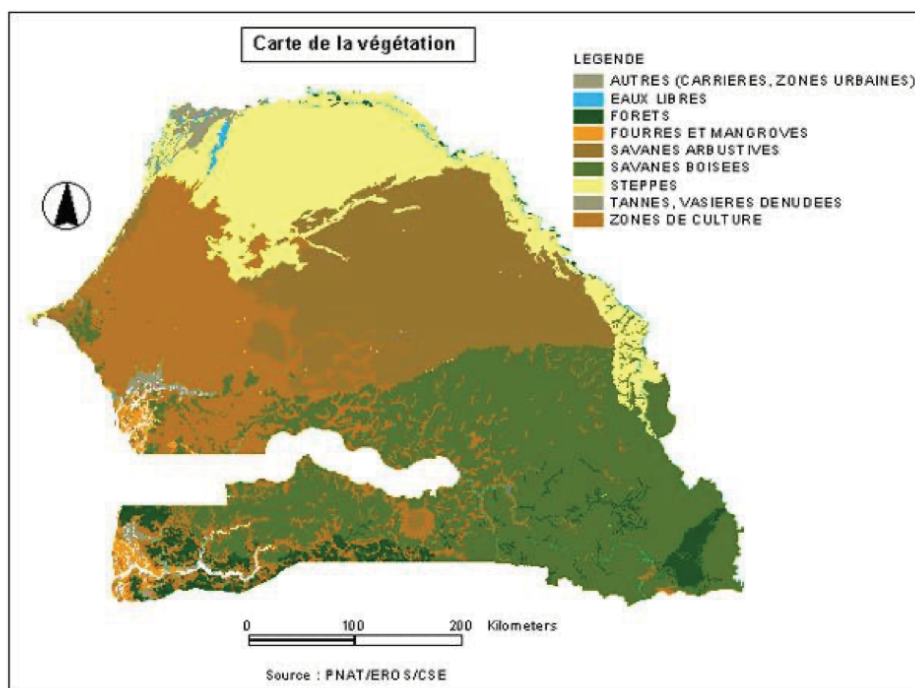 Carte de la végétation
LEGENDE
AUTRES (CARRIERES, ZONES URBAINES)
EAUX LIBRES
FORETS
FOURRES ET MANGROVES
SAVANES ARBUSTIVES
SAVANES BOISEES
STEPPES
TANNES, VASIERES DENUDEES
ZONES DE CULTURE
0 100 200 Kilometers
Source : PNAT/EROS/CSE